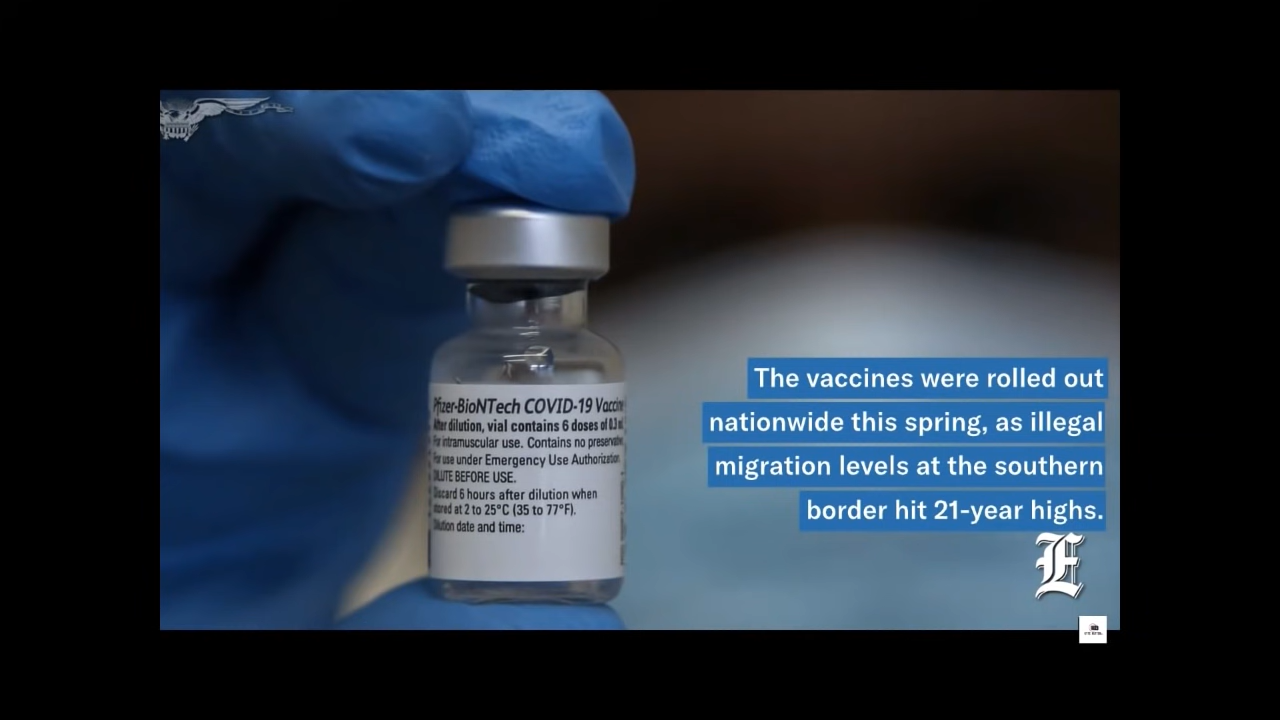 Pfizer-BioNTech COVID-19 Vaccine
After dilution, vial contains 6 doses of 0.3
For intramuscular use. Contains no
For use under Emergency Use Authorization.
DILUTE BEFORE USE.
Discard 6 hours after dilution when
stored at 2 to 25°C (35 to 77°F).
Dilution date and time:
The vaccines were rolled out
nationwide this spring, as illegal
migration levels at the southern
border hit 21-year highs.
E